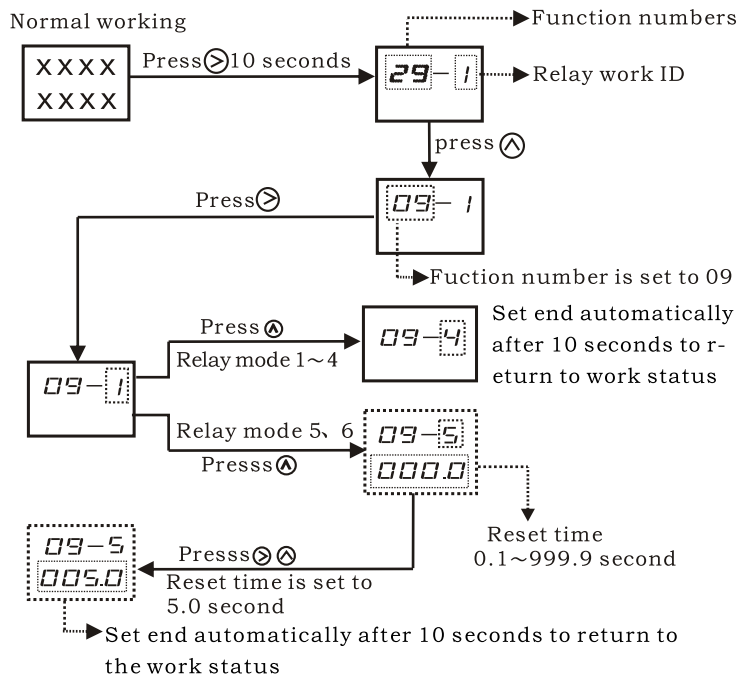 Normal working
Function numbers
XXXX
XXXX
Press 10 seconds
29-1
Relay work ID
press
Press
09-1
Fuction number is set to 09
Press
Relay mode 1~4
09-4
Set end automatically
after 10 seconds to r-
eturn to work status
09-1
Relay mode 5、6
Presss
09-5
000.0
Reset time
0.1~999.9 second
09-5
005.0
Presss
Reset time is set to
5.0 second
Set end automatically after 10 seconds to return to
the work status